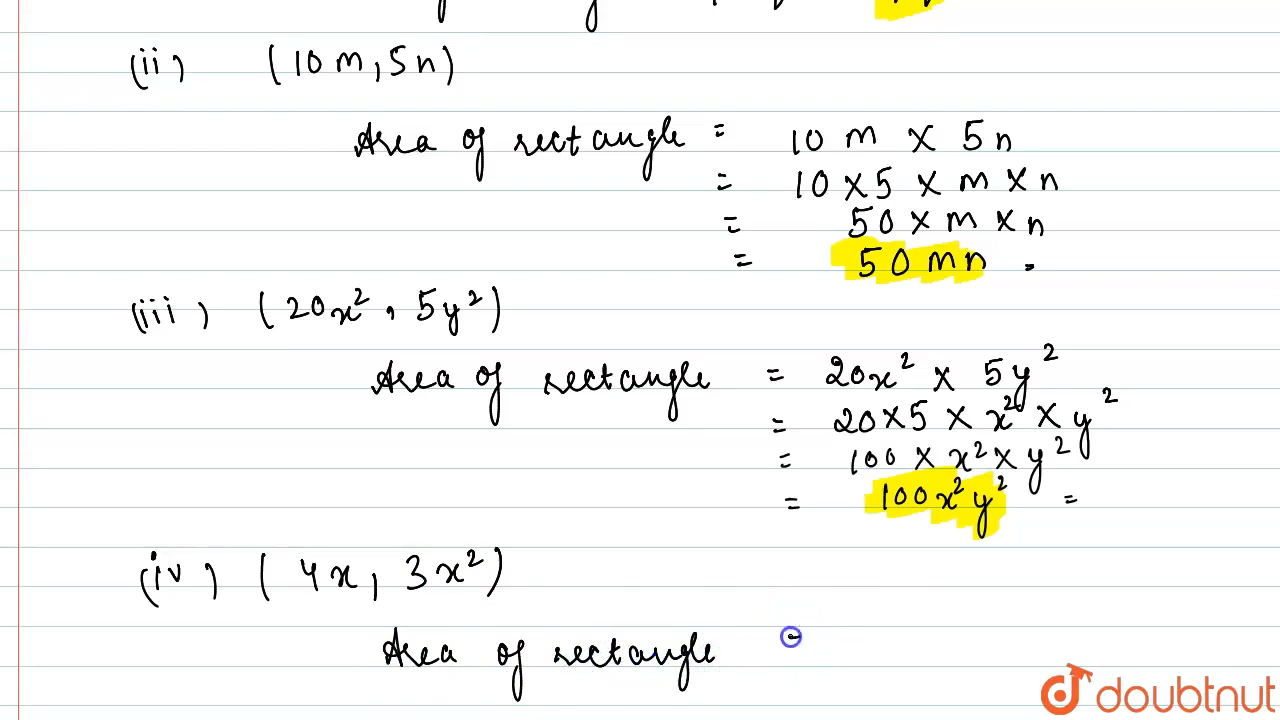 (ii) (10m, 5n)
Area of rectangle = 10 m × 5n
= 10 × 5 × m × n
= 50 × m × n
= 50 mn .
(iii) (20x², 5y²)
Area of rectangle = 20x² × 5y²
= 20 × 5 × x² × y²
= 100 × x² × y²
= 100x²y² =
(iv) (4x, 3x²)
Area of rectangle =
doubtnut